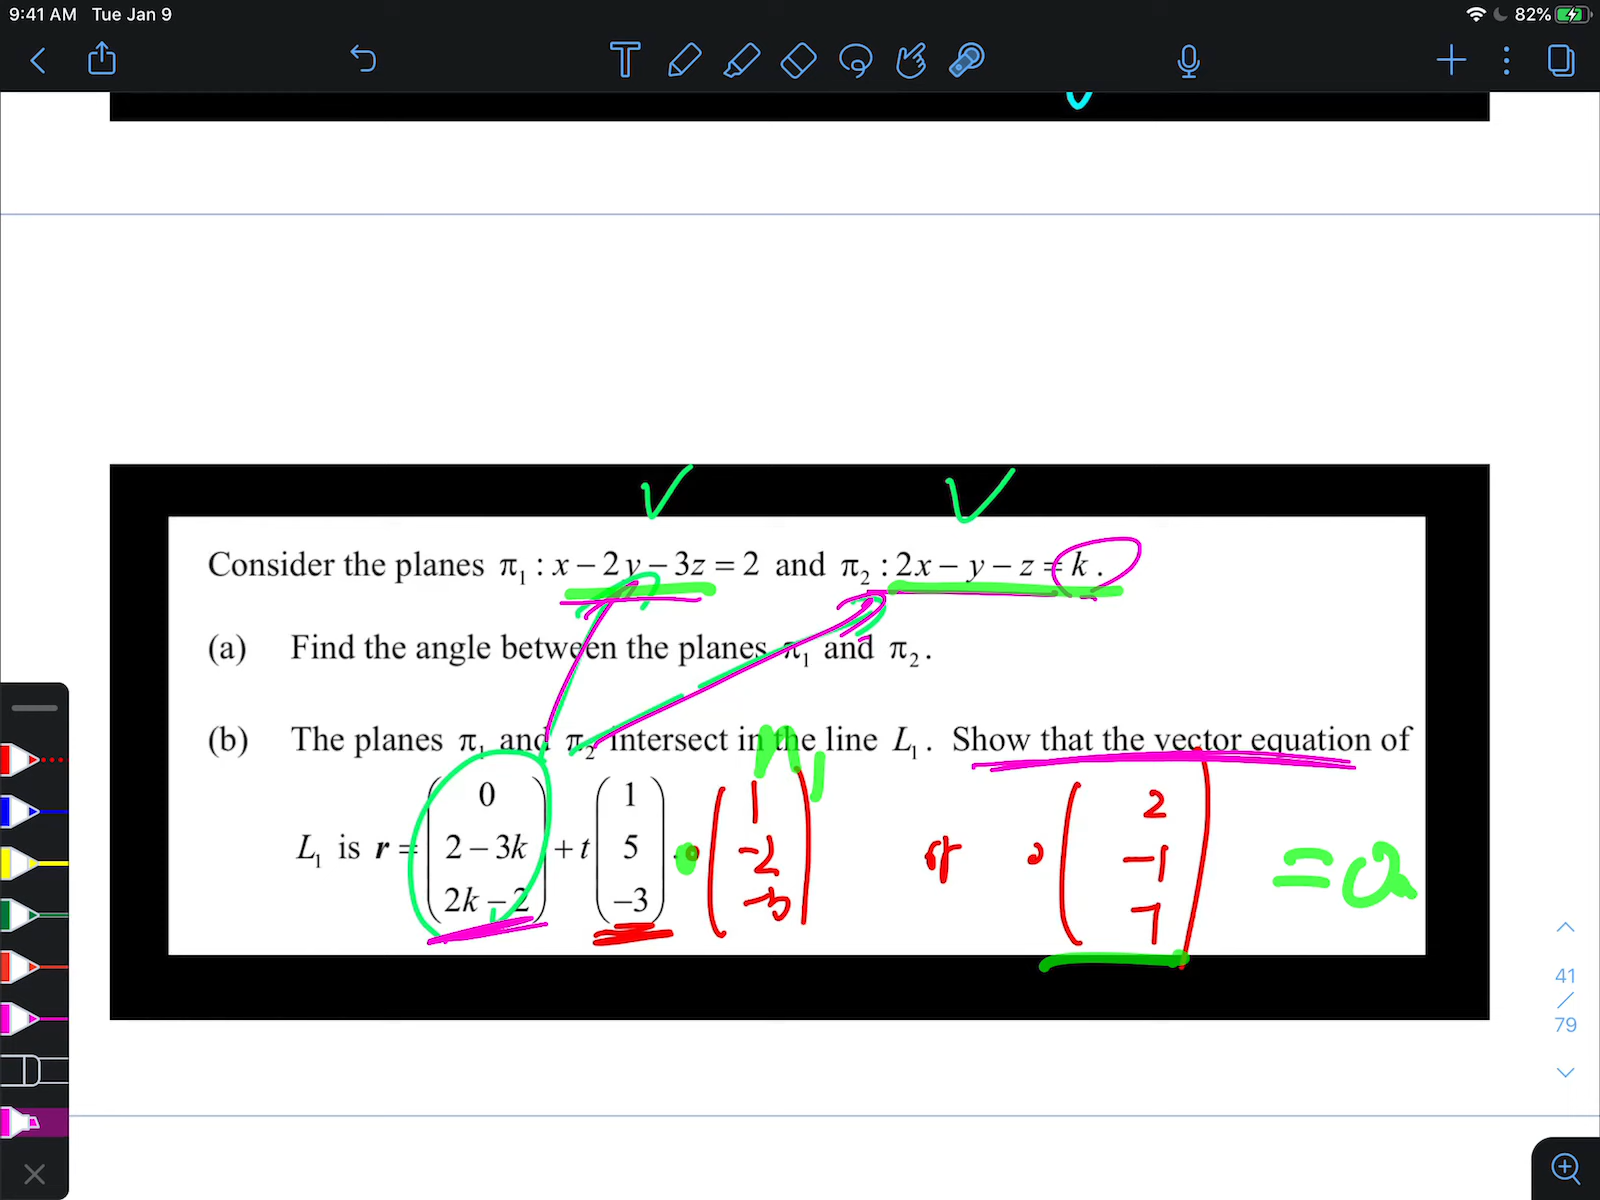 9:41 AM Tue Jan 9
82%
Consider the planes π₁ : x − 2y − 3z = 2 and π₂ : 2x − y − z = k .
(a) Find the angle between the planes π₁ and π₂ .
(b) The planes π₁ and π₂ intersect in the line L₁ . Show that the vector equation of
n₁
0 1 1 2
L₁ is r = 2 − 3k + t 5 . -2 -1 = 0
2k − 2 −3 -3
41
/
79